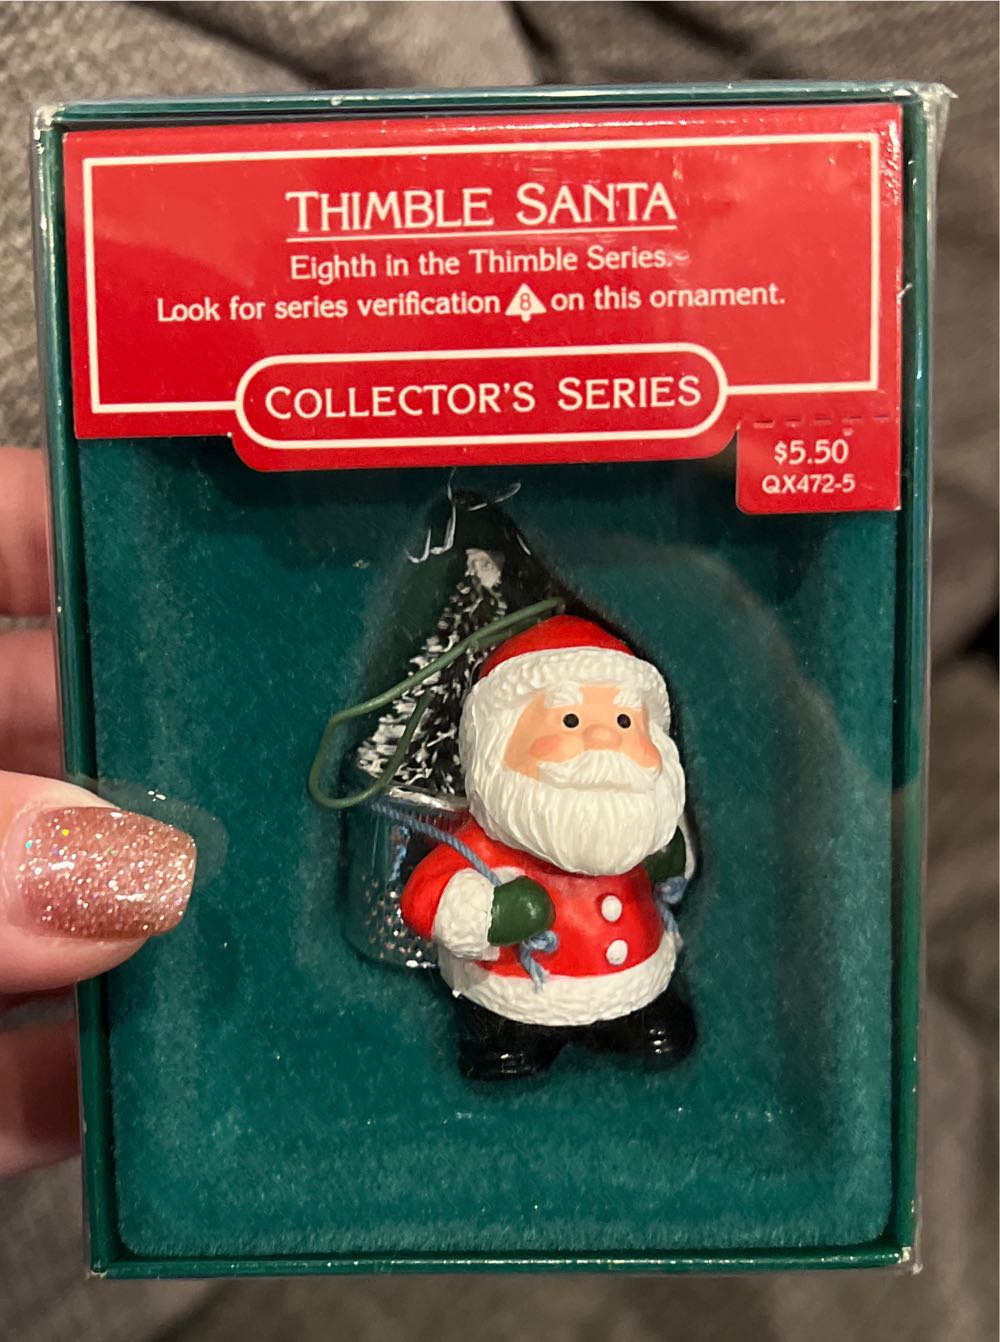 THIMBLE SANTA
Eighth in the Thimble Series.
Look for series verification 8 on this ornament.
COLLECTOR'S SERIES
$5.50
QX472-5